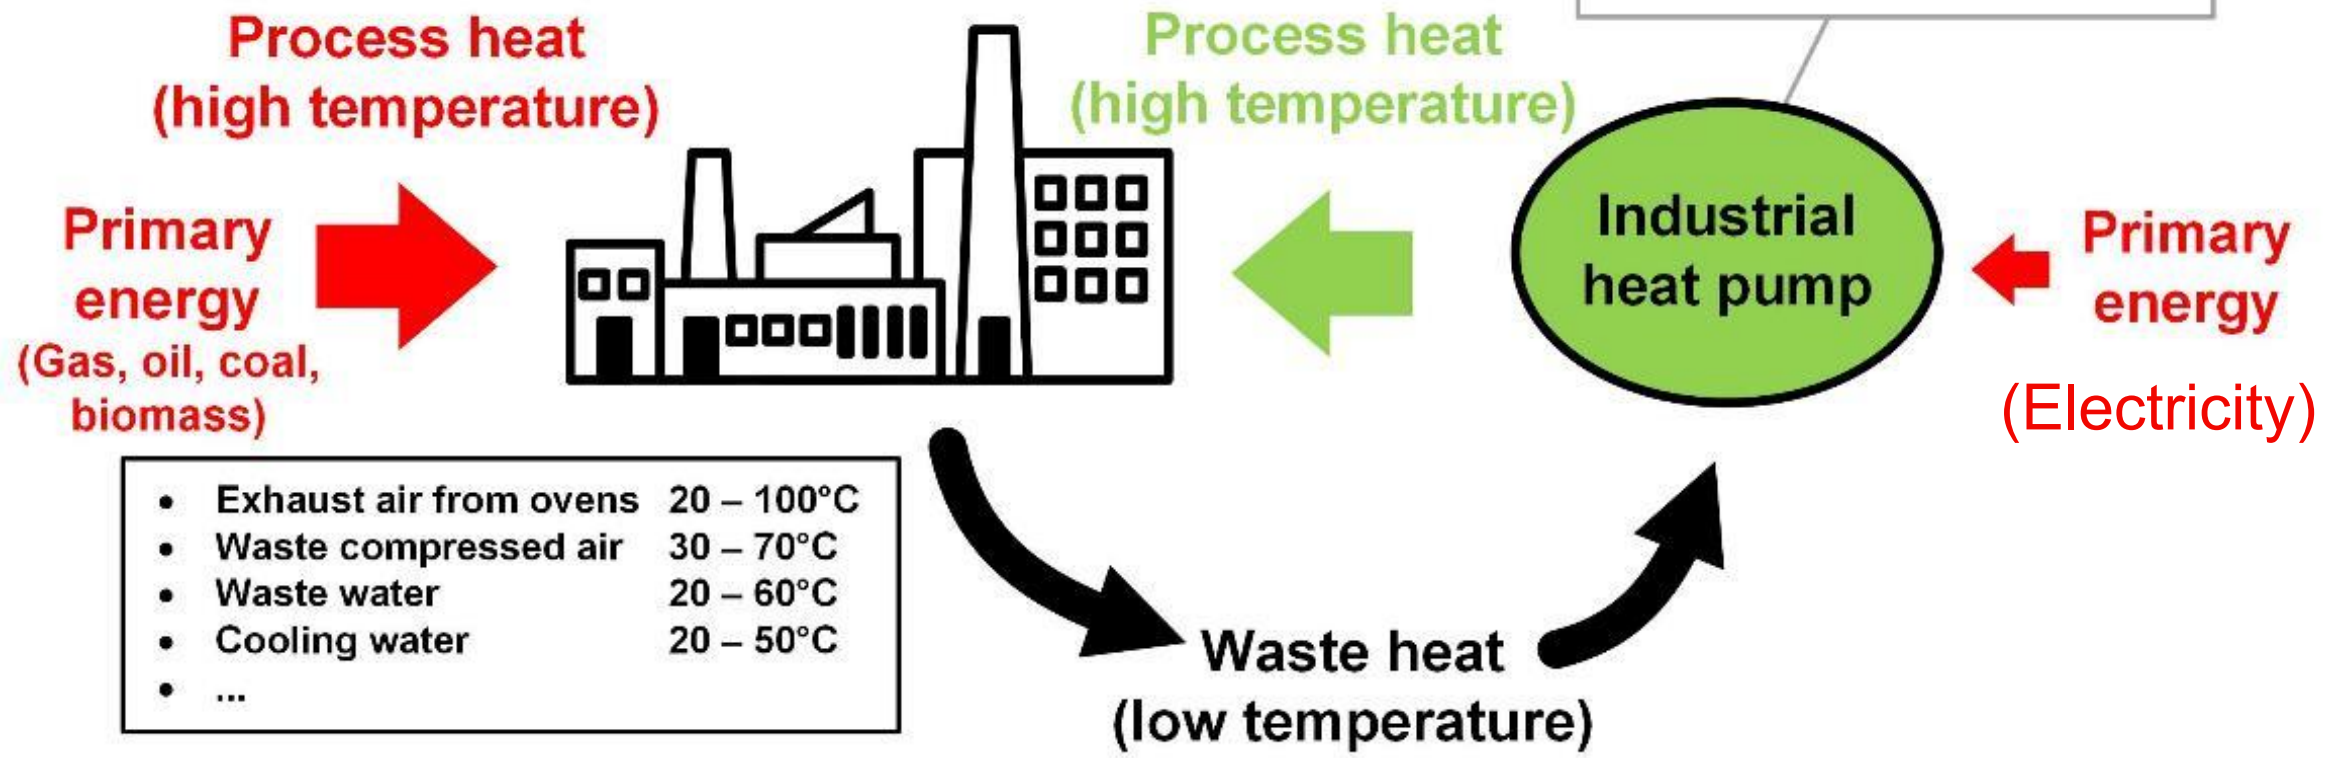 Process heat
(high temperature)
Primary
energy
(Gas, oil, coal,
biomass)
Process heat
(high temperature)
Industrial
heat pump
Primary
energy
(Electricity)
• Exhaust air from ovens 20 – 100°C
• Waste compressed air 30 – 70°C
• Waste water 20 – 60°C
• Cooling water 20 – 50°C
• ...
Waste heat
(low temperature)